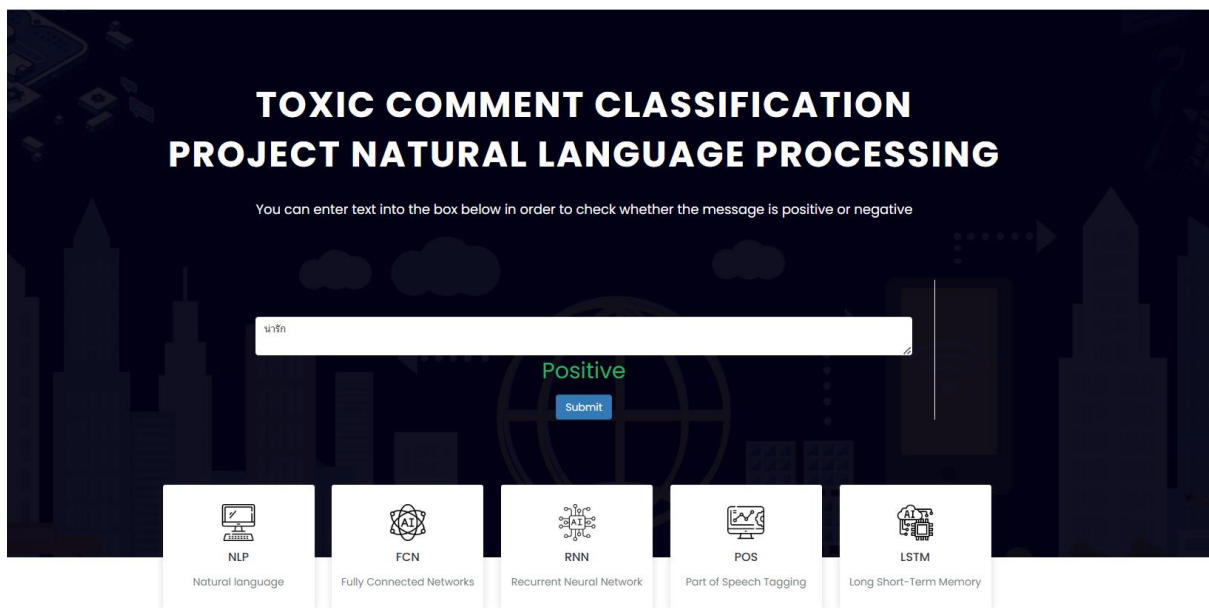 TOXIC COMMENT CLASSIFICATION
PROJECT NATURAL LANGUAGE PROCESSING
You can enter text into the box below in order to check whether the message is positive or negative
น่ารัก
Positive
Submit
NLP
Natural language
FCN
Fully Connected Networks
RNN
Recurrent Neural Network
POS
Part of Speech Tagging
LSTM
Long Short-Term Memory